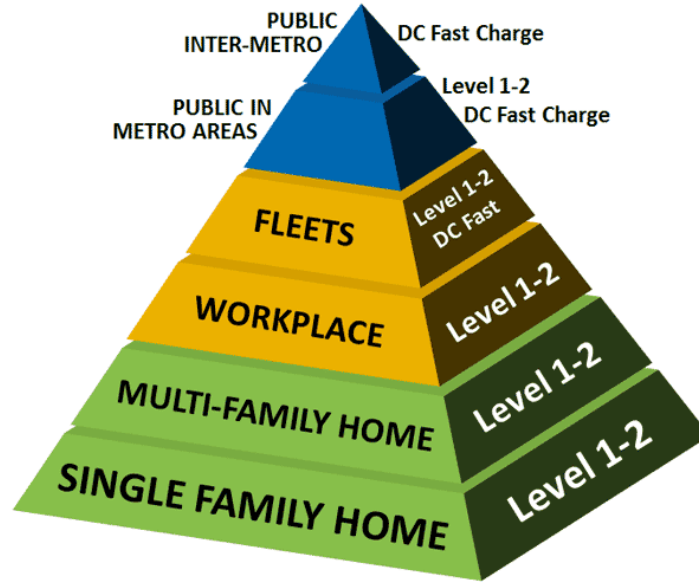 PUBLIC
INTER-METRO
DC Fast Charge
PUBLIC IN
METRO AREAS
Level 1-2
DC Fast Charge
FLEETS
Level 1-2
DC Fast
WORKPLACE
Level 1-2
MULTI-FAMILY HOME
Level 1-2
SINGLE FAMILY HOME
Level 1-2